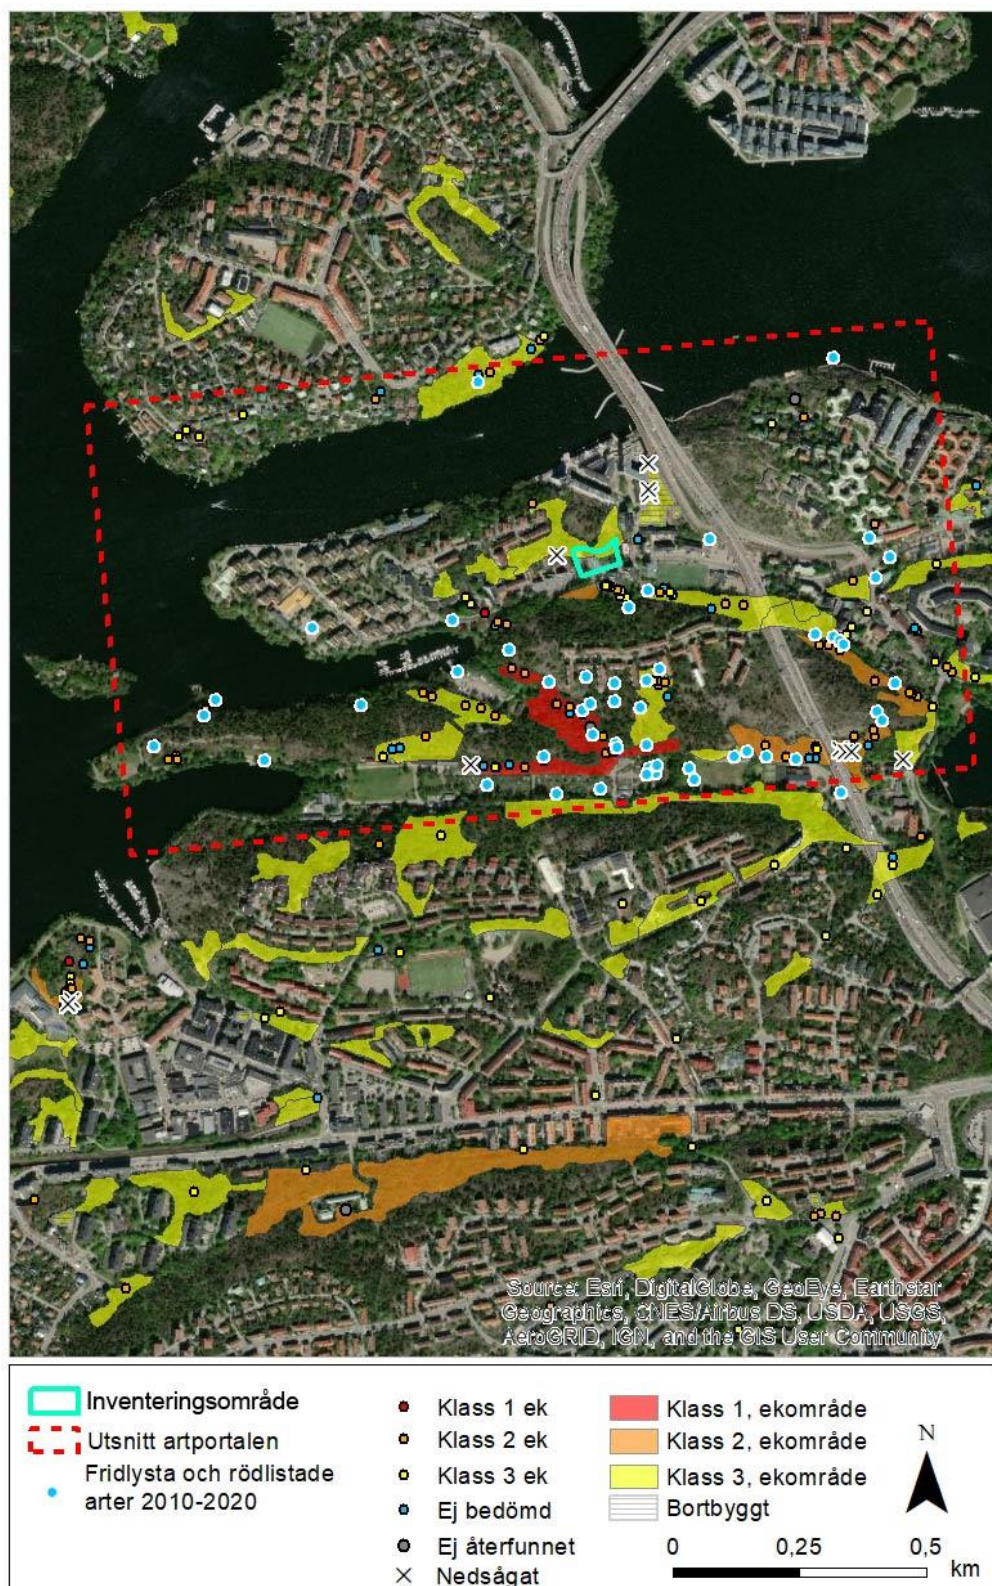 Source: Esri, DigitalGlobe, GeoEye, Earthstar
Geographics, CNES/Airbus DS, USDA, USGS,
AeroGRID, IGN, and the GIS User Community
Inventeringsområde
Utsnitt artportalen
Fridlysta och rödlistade
arter 2010-2020
Klass 1 ek
Klass 2 ek
Klass 3 ek
Ej bedömd
Ej återfunnet
Nedsågat
Klass 1, ekområde
Klass 2, ekområde
Klass 3, ekområde
Bortbyggt
N
0 0,25 0,5
km